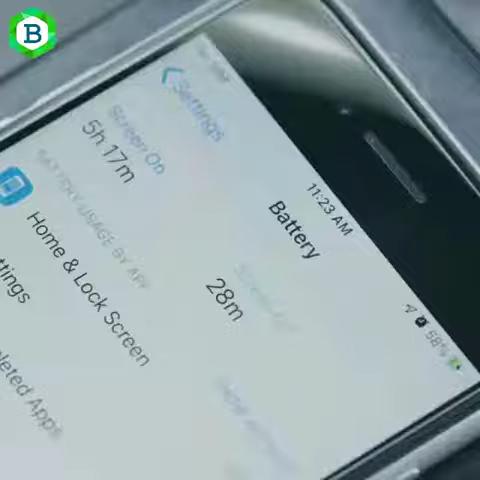 B
11:23 AM
58%
Settings
Battery
Screen On
5h 17m
28m
BATTERY USAGE BY APP
Home & Lock Screen
ttings
leted Apps